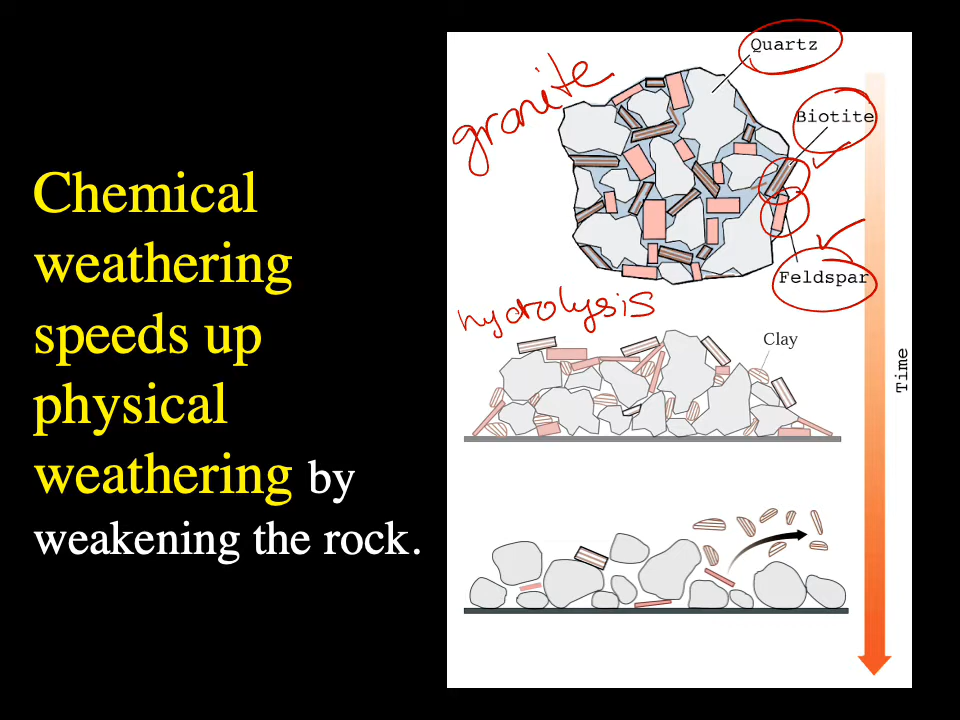 Chemical
weathering
speeds up
physical
weathering by
weakening the rock.
granite
Quartz
Biotite
Feldspar
hydrolysis
Clay
Time